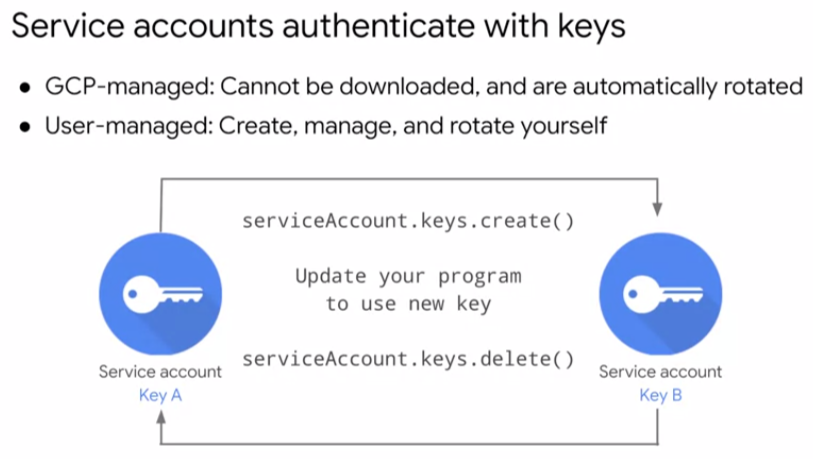 Service accounts authenticate with keys
● GCP-managed: Cannot be downloaded, and are automatically rotated
● User-managed: Create, manage, and rotate yourself
serviceAccount.keys.create()
Update your program
to use new key
serviceAccount.keys.delete()
Service account
Key A
Service account
Key B